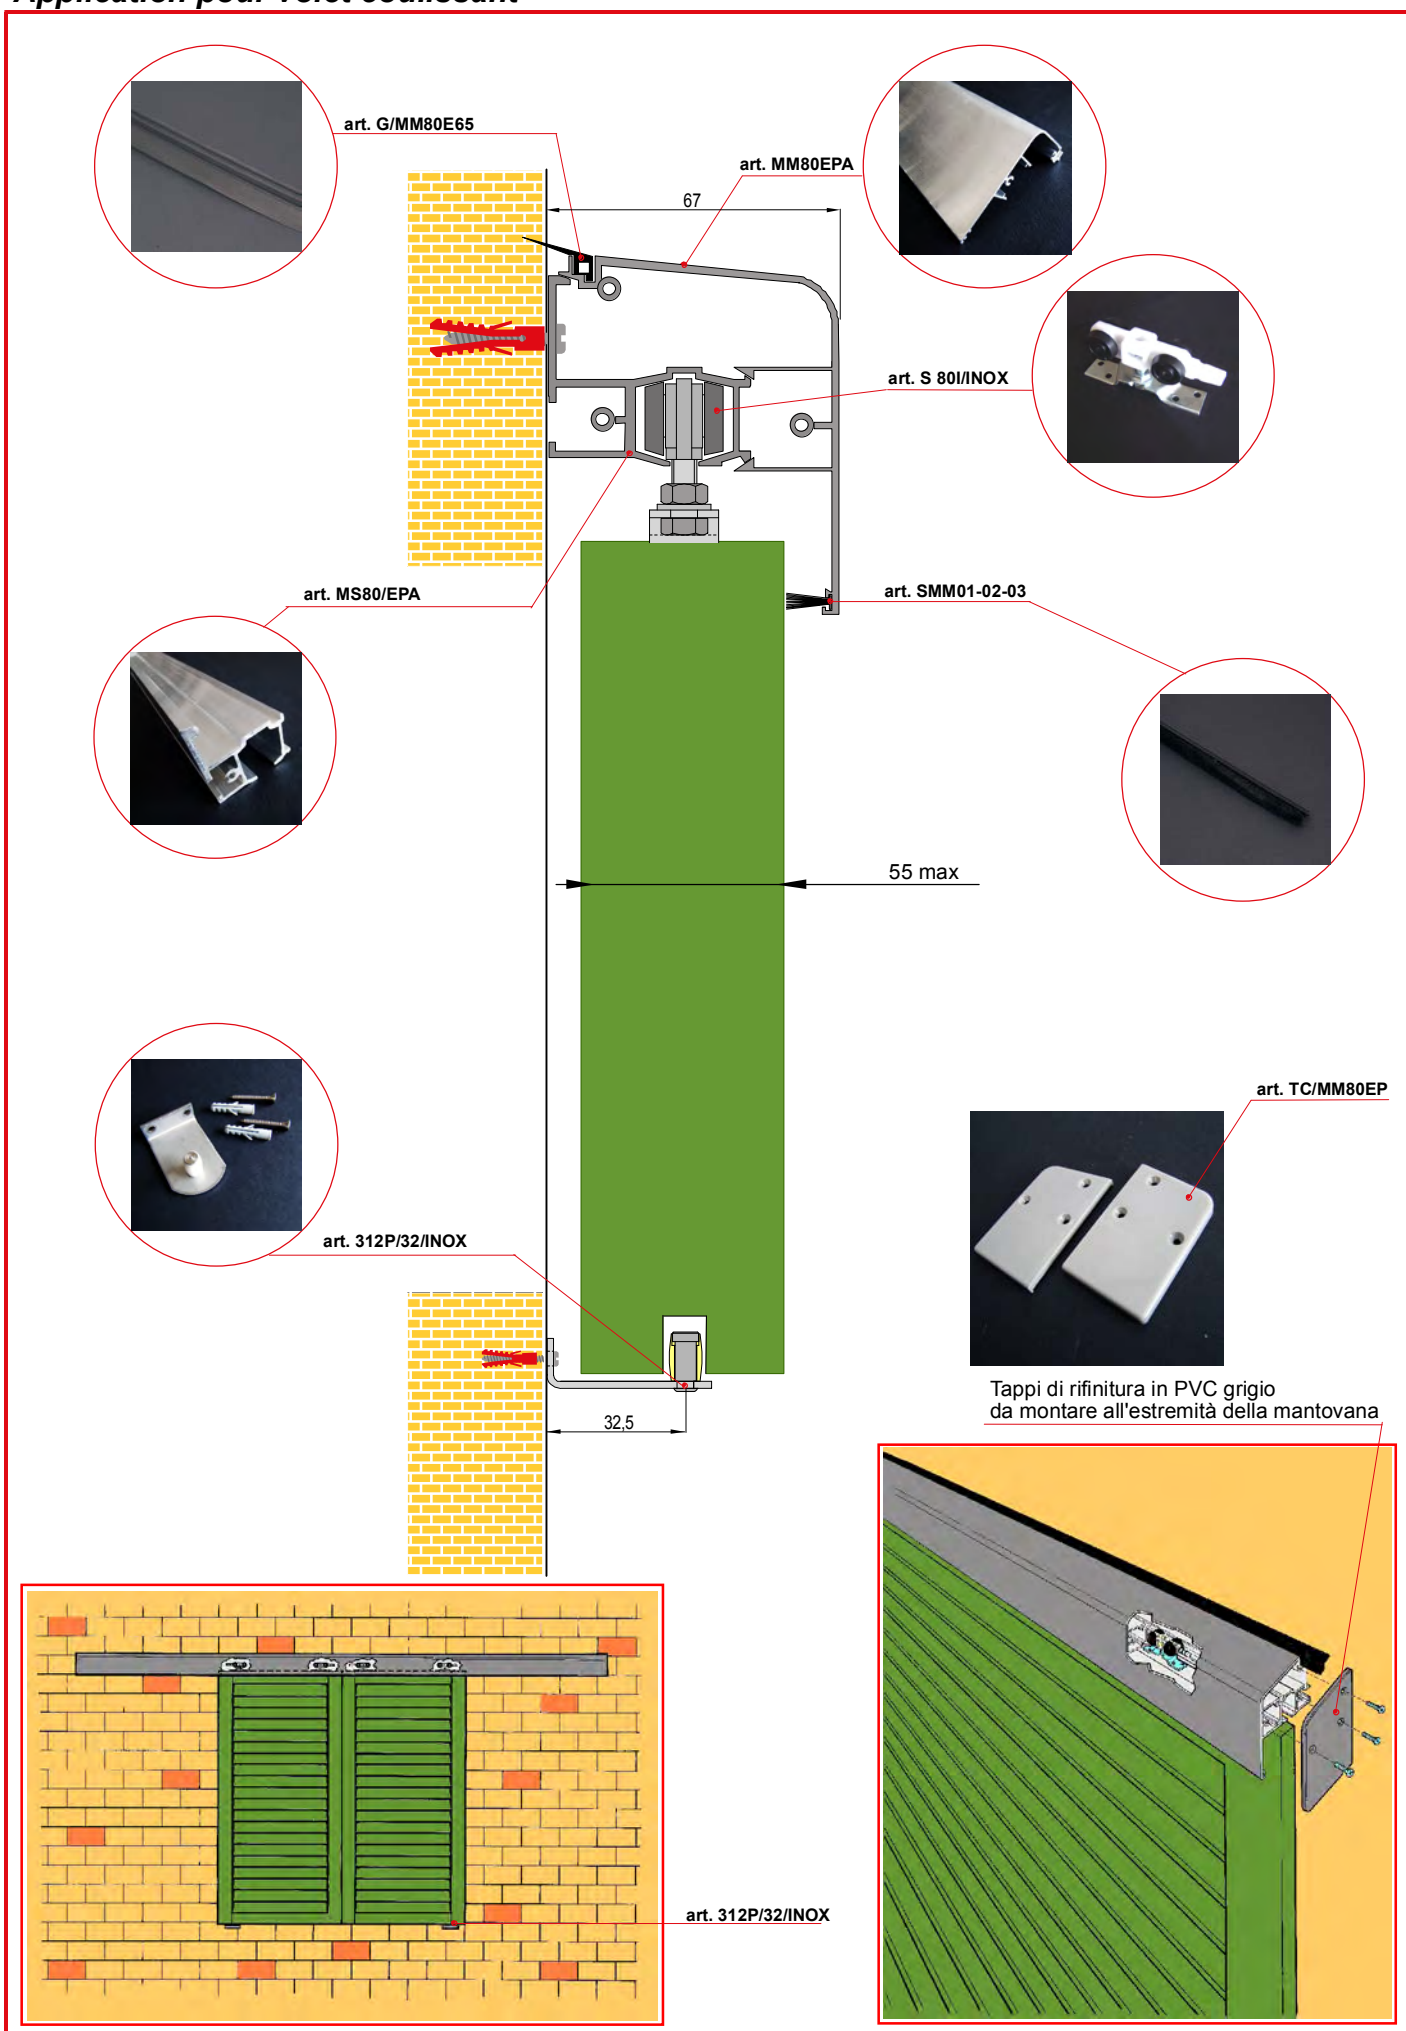 Application pour volet coulissant
art. G/MM80E65
art. MM80EPA
67
art. S 80I/INOX
art. MS80/EPA
art. SMM01-02-03
55 max
art. TC/MM80EP
art. 312P/32/INOX
Tappi di rifinitura in PVC grigio
da montare all'estremità della mantovana
32,5
art. 312P/32/INOX